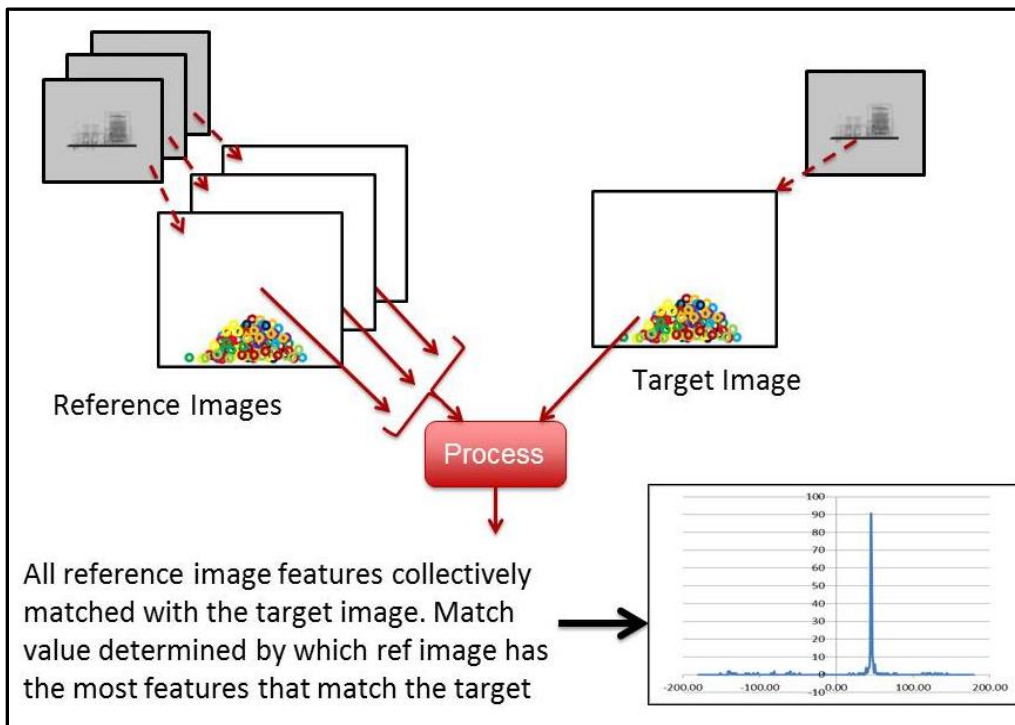 Reference Images
Target Image
Process
All reference image features collectively
matched with the target image. Match
value determined by which ref image has
the most features that match the target
100
90
80
70
60
50
40
30
20
10
0
-10
-200.00 -100.00 0.00 100.00 200.00